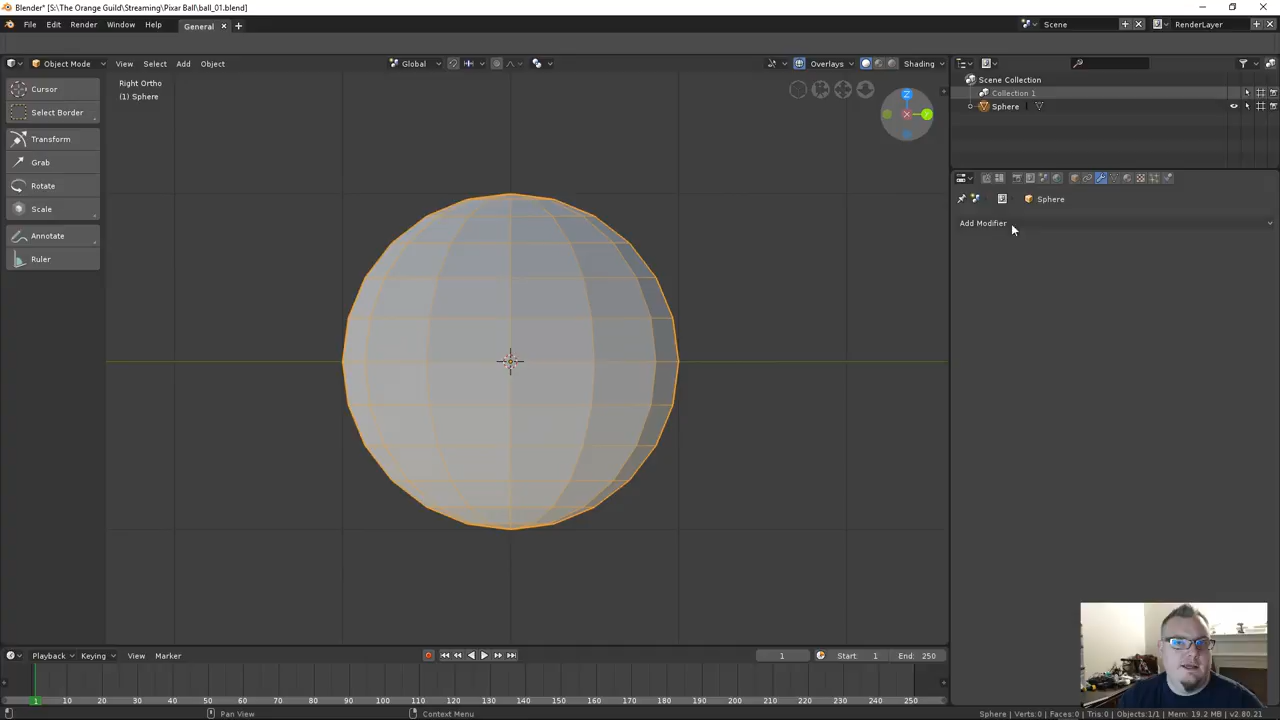 Blender* [S:\The Orange Guild\Streaming\Pixar Ball\ball_01.blend]
File Edit Render Window Help General
Scene RenderLayer
Object Mode View Select Add Object Global Overlays Shading
Cursor
Select Border
Transform
Grab
Rotate
Scale
Annotate
Ruler
Right Ortho
(1) Sphere
Z
Y
Scene Collection
Collection 1
Sphere
Sphere
Add Modifier
Playback Keying View Marker 1 Start: 1 End: 250
1 10 20 30 40 50 60 70 80 90 100 110 120 130 140 150 160 170 180 190 200 210 220 230 240 250
Pan View Context Menu Sphere | Verts:0 | Faces:0 | Tris:0 | Objects:1/1 | Mem: 19.2 MB | v2.80.21